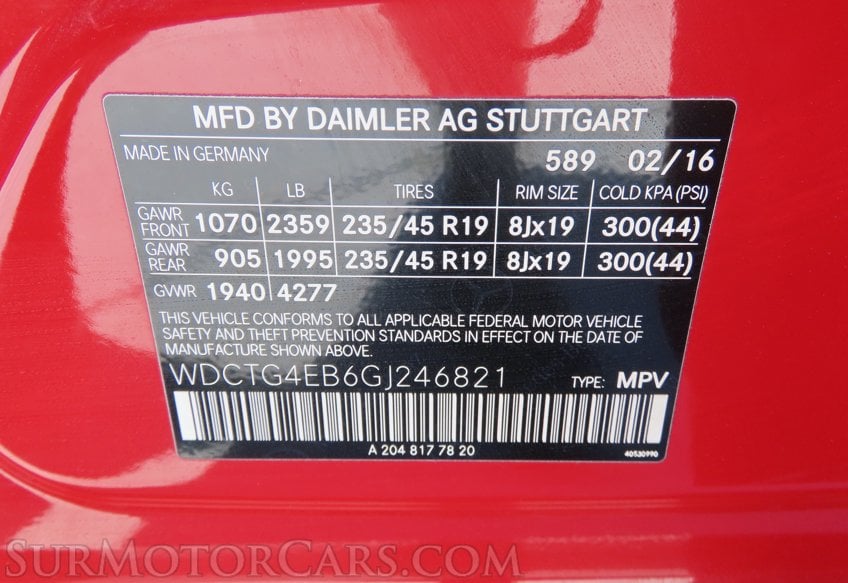 MFD BY DAIMLER AG STUTTGART
MADE IN GERMANY 589 02/16
KG LB TIRES RIM SIZE COLD KPA (PSI)
GAWR FRONT 1070 2359 235/45 R19 8Jx19 300(44)
GAWR REAR 905 1995 235/45 R19 8Jx19 300(44)
GVWR 1940 4277
THIS VEHICLE CONFORMS TO ALL APPLICABLE FEDERAL MOTOR VEHICLE
SAFETY AND THEFT PREVENTION STANDARDS IN EFFECT ON THE DATE OF
MANUFACTURE SHOWN ABOVE.
WDCTG4EB6GJ246821 TYPE: MPV
A 204 817 78 20 40530990
SurMotorCars.com